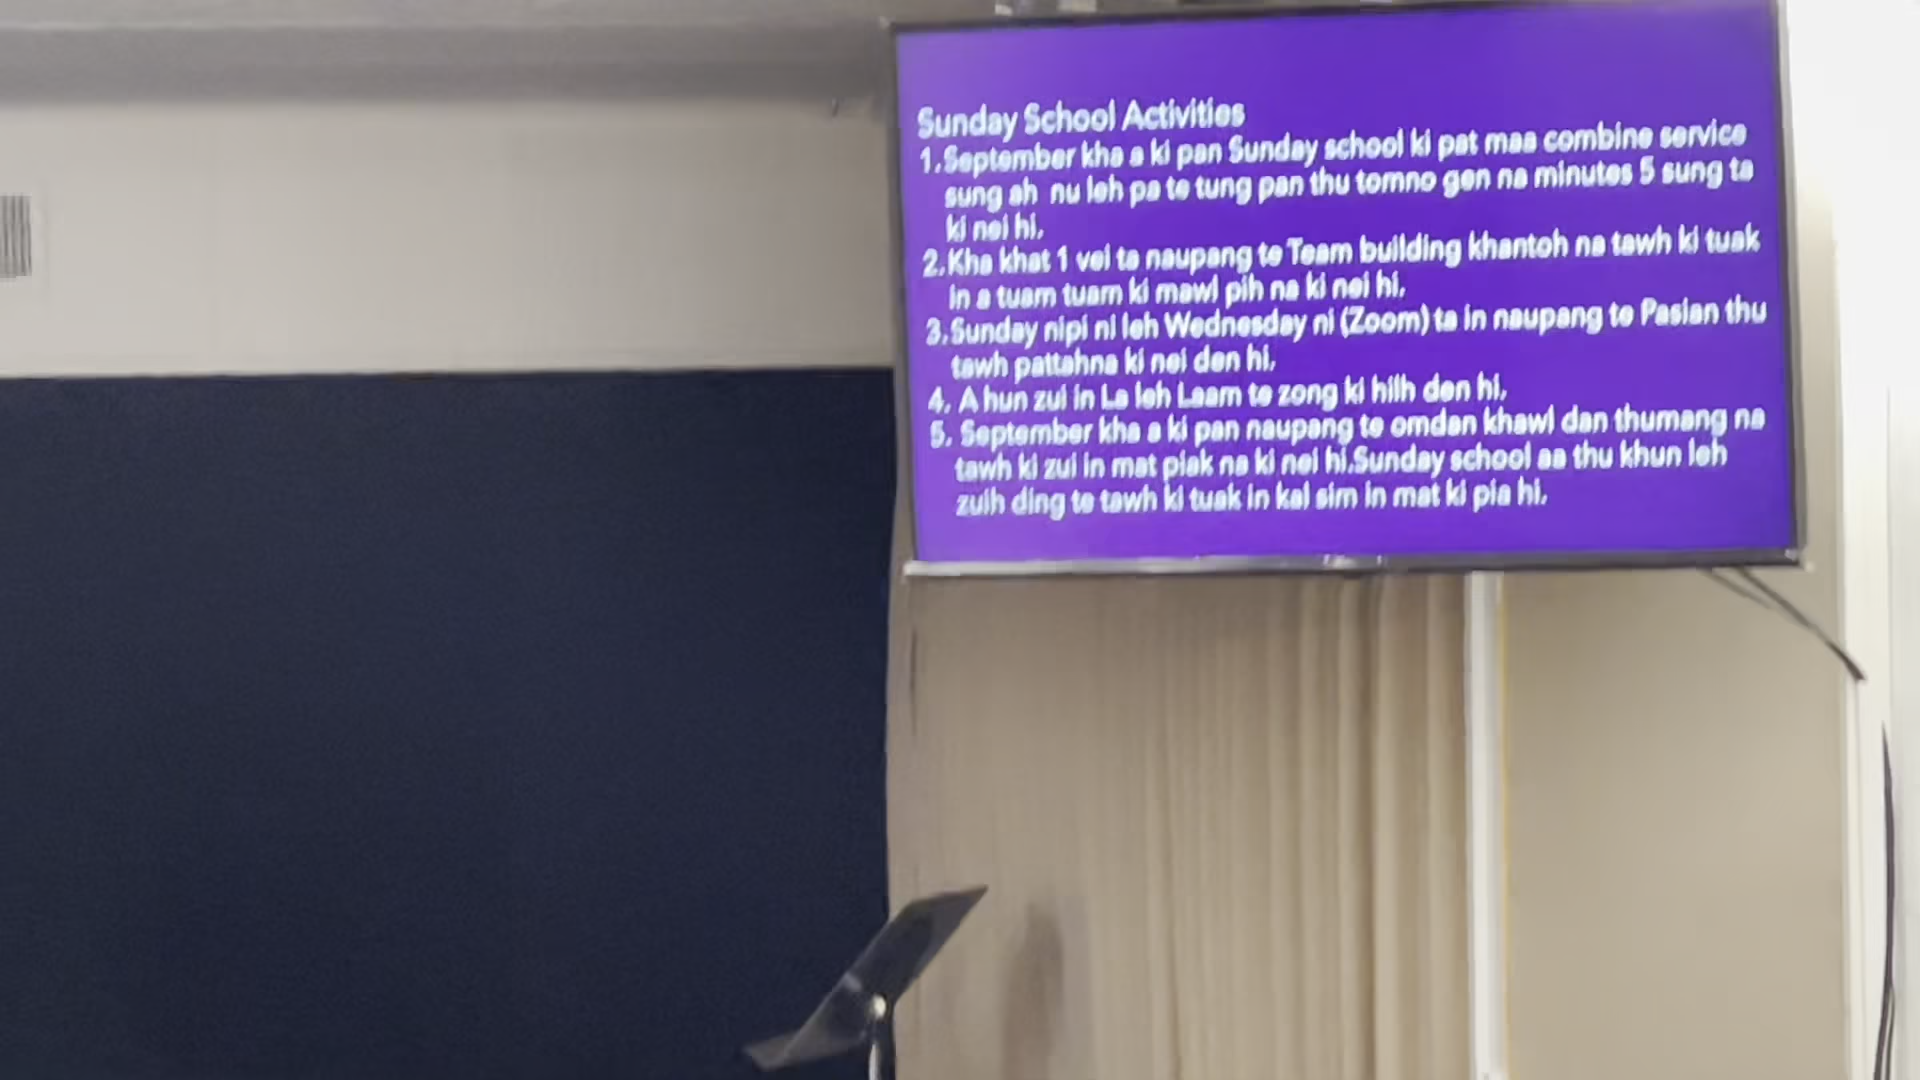 Sunday School Activities
1.September kha a ki pan Sunday school ki pat maa combine service
sung ah nu leh pa te tung pan thu tomno gen na minutes 5 sung ta
ki nei hi.
2.Kha khat 1 vei ta naupang te Team building khantoh na tawh ki tuak
in a tuam tuam ki mawl pih na ki nei hi.
3.Sunday nipi ni leh Wednesday ni (Zoom) ta in naupang te Pasian thu
tawh pattahna ki nei den hi.
4. A hun zui in La leh Laam te zong ki hilh den hi.
5. September kha a ki pan naupang te omdan khawl dan thumang na
tawh ki zui in mat piak na ki nei hi.Sunday school aa thu khun leh
zuih ding te tawh ki tuak in kal sim in mat ki pia hi.